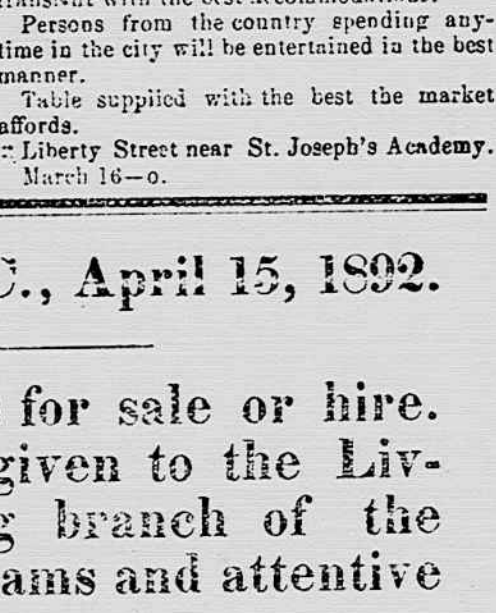 Persons from the country spending any-
time in the city will be entertained in the best
manner.
Table supplied with the best the market
affords.
Liberty Street near St. Joseph's Academy.
March 16—o.
C., April 15, 1892.
for sale or hire.
given to the Liv-
g branch of the
ams and attentive